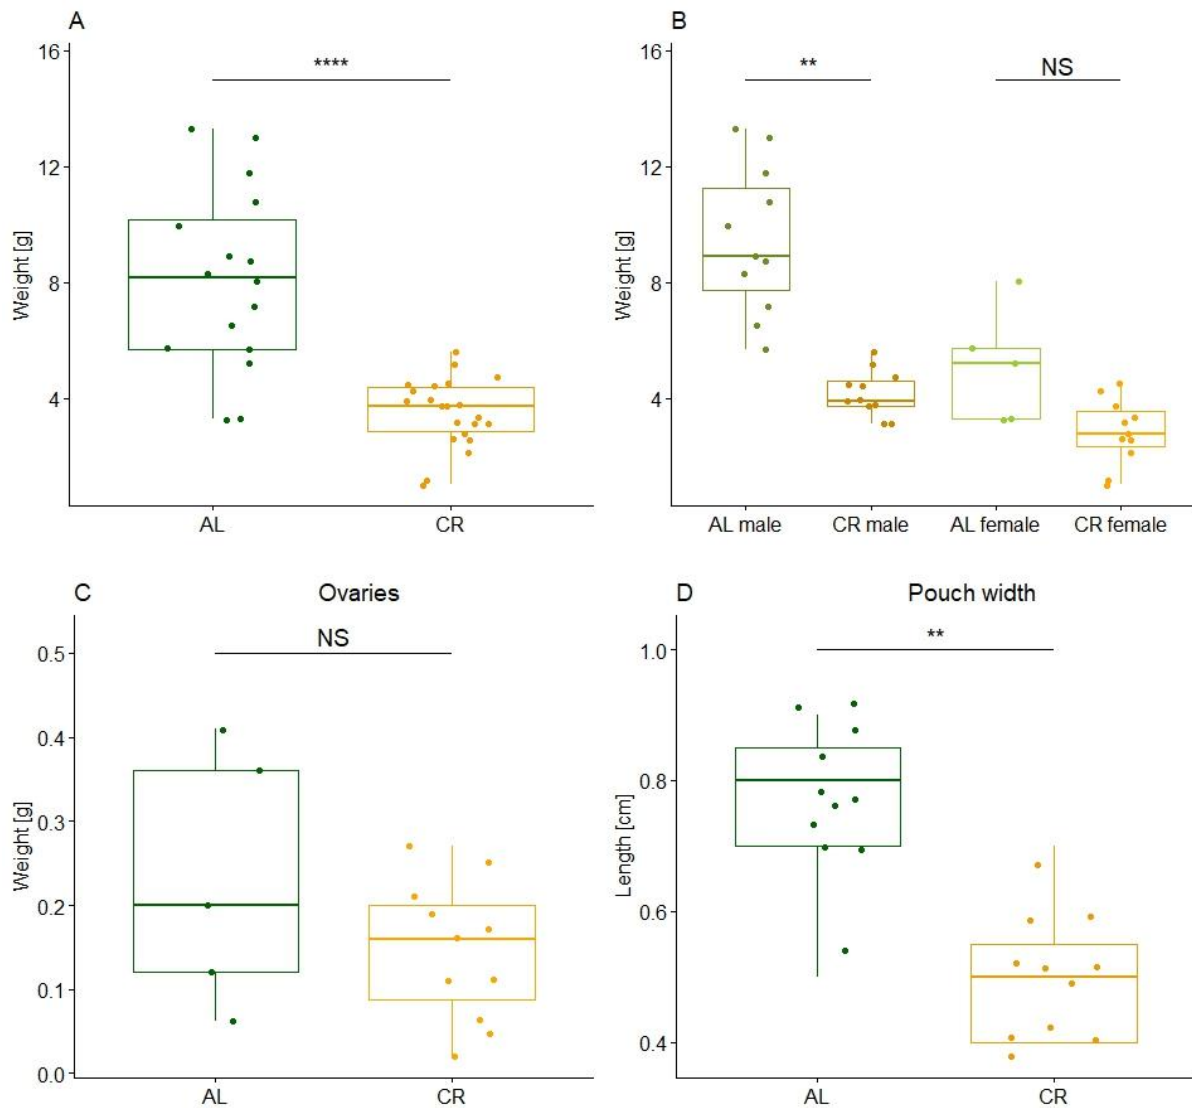 A
16
12
8
4
Weight [g]
****
AL
CR
B
16
12
8
4
Weight [g]
**
NS
AL male
CR male
AL female
CR female
C
Ovaries
NS
0.5
0.4
0.3
0.2
0.1
0.0
Weight [g]
AL
CR
D
Pouch width
**
1.0
0.8
0.6
0.4
Length [cm]
AL
CR